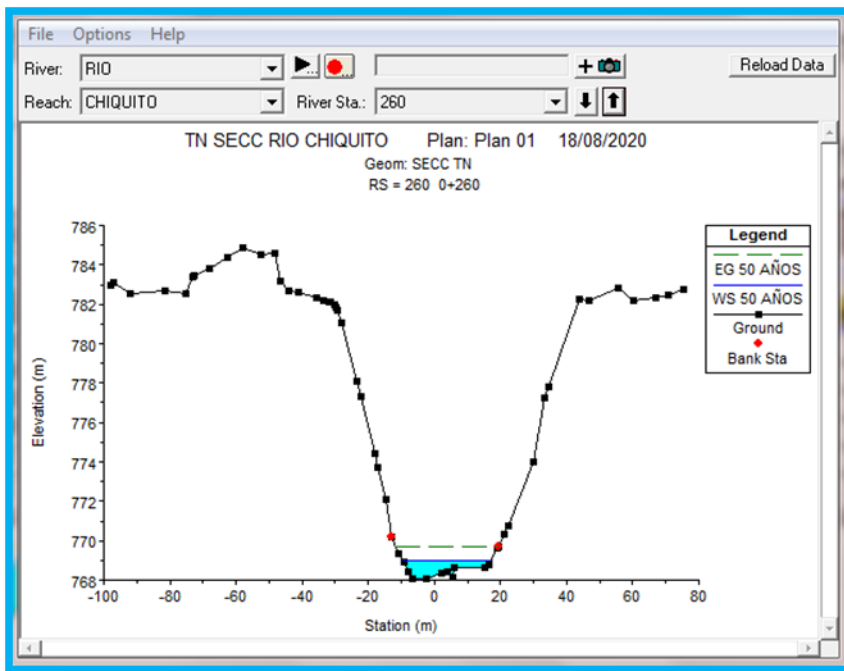 File Options Help
River: RIO
Reload Data
Reach: CHIQUITO River Sta.: 260
TN SECC RIO CHIQUITO Plan: Plan 01 18/08/2020
Geom: SECC TN
RS = 260 0+260
Legend
EG 50 AÑOS
WS 50 AÑOS
Ground
Bank Sta
Elevation (m)
786
784
782
780
778
776
774
772
770
768
-100 -80 -60 -40 -20 0 20 40 60 80
Station (m)